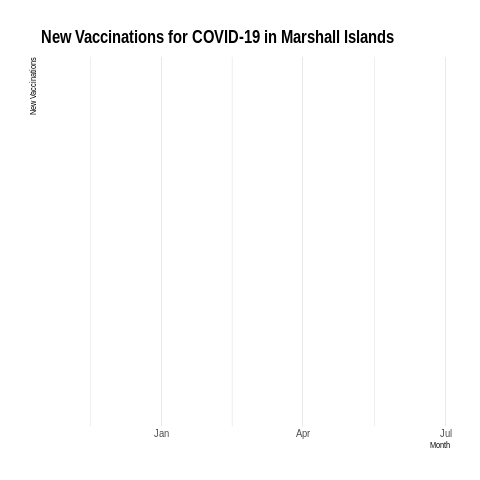 New Vaccinations for COVID-19 in Marshall Islands
New Vaccinations
Jan Apr Jul
Month